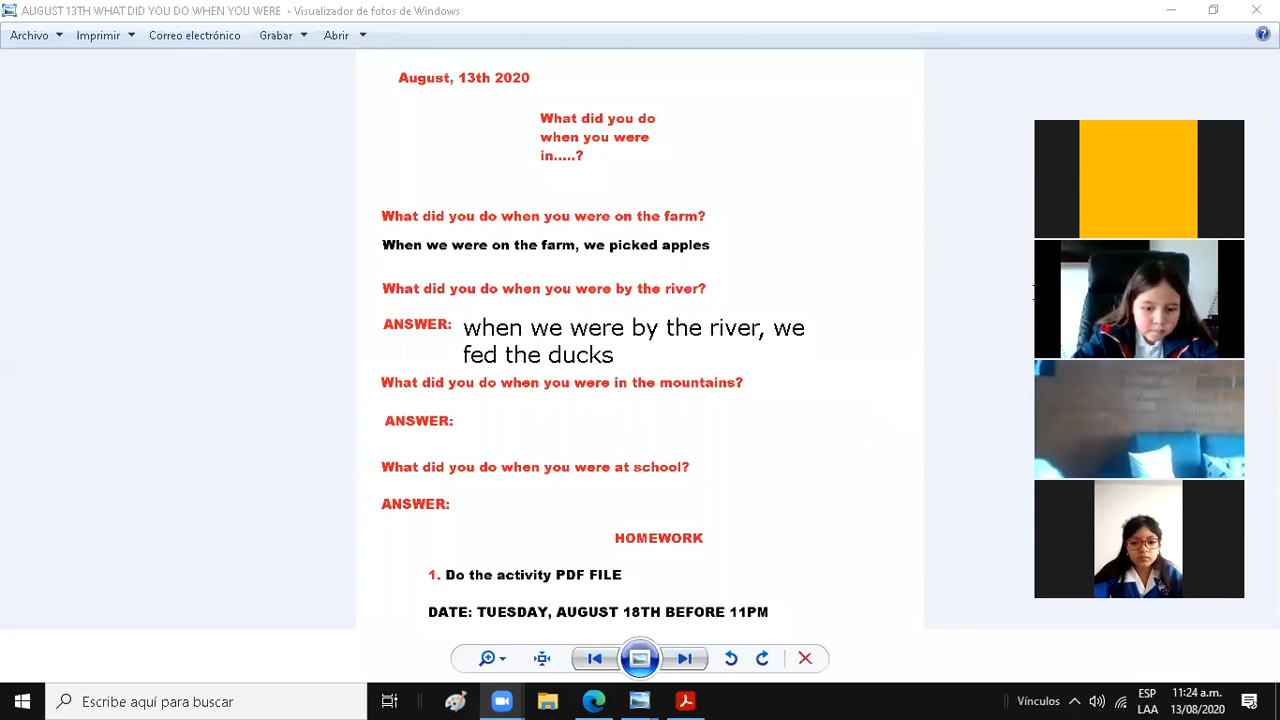 AUGUST 13TH WHAT DID YOU DO WHEN YOU WERE - Visualizador de fotos de Windows
Archivo Imprimir Correo electrónico Grabar Abrir
August, 13th 2020
What did you do
when you were
in.....?
What did you do when you were on the farm?
When we were on the farm, we picked apples
What did you do when you were by the river?
ANSWER: when we were by the river, we
fed the ducks
What did you do when you were in the mountains?
ANSWER:
What did you do when you were at school?
ANSWER:
HOMEWORK
1. Do the activity PDF FILE
DATE: TUESDAY, AUGUST 18TH BEFORE 11PM
Escribe aquí para buscar
Vínculos
ESP
LAA
11:24 a.m.
13/08/2020